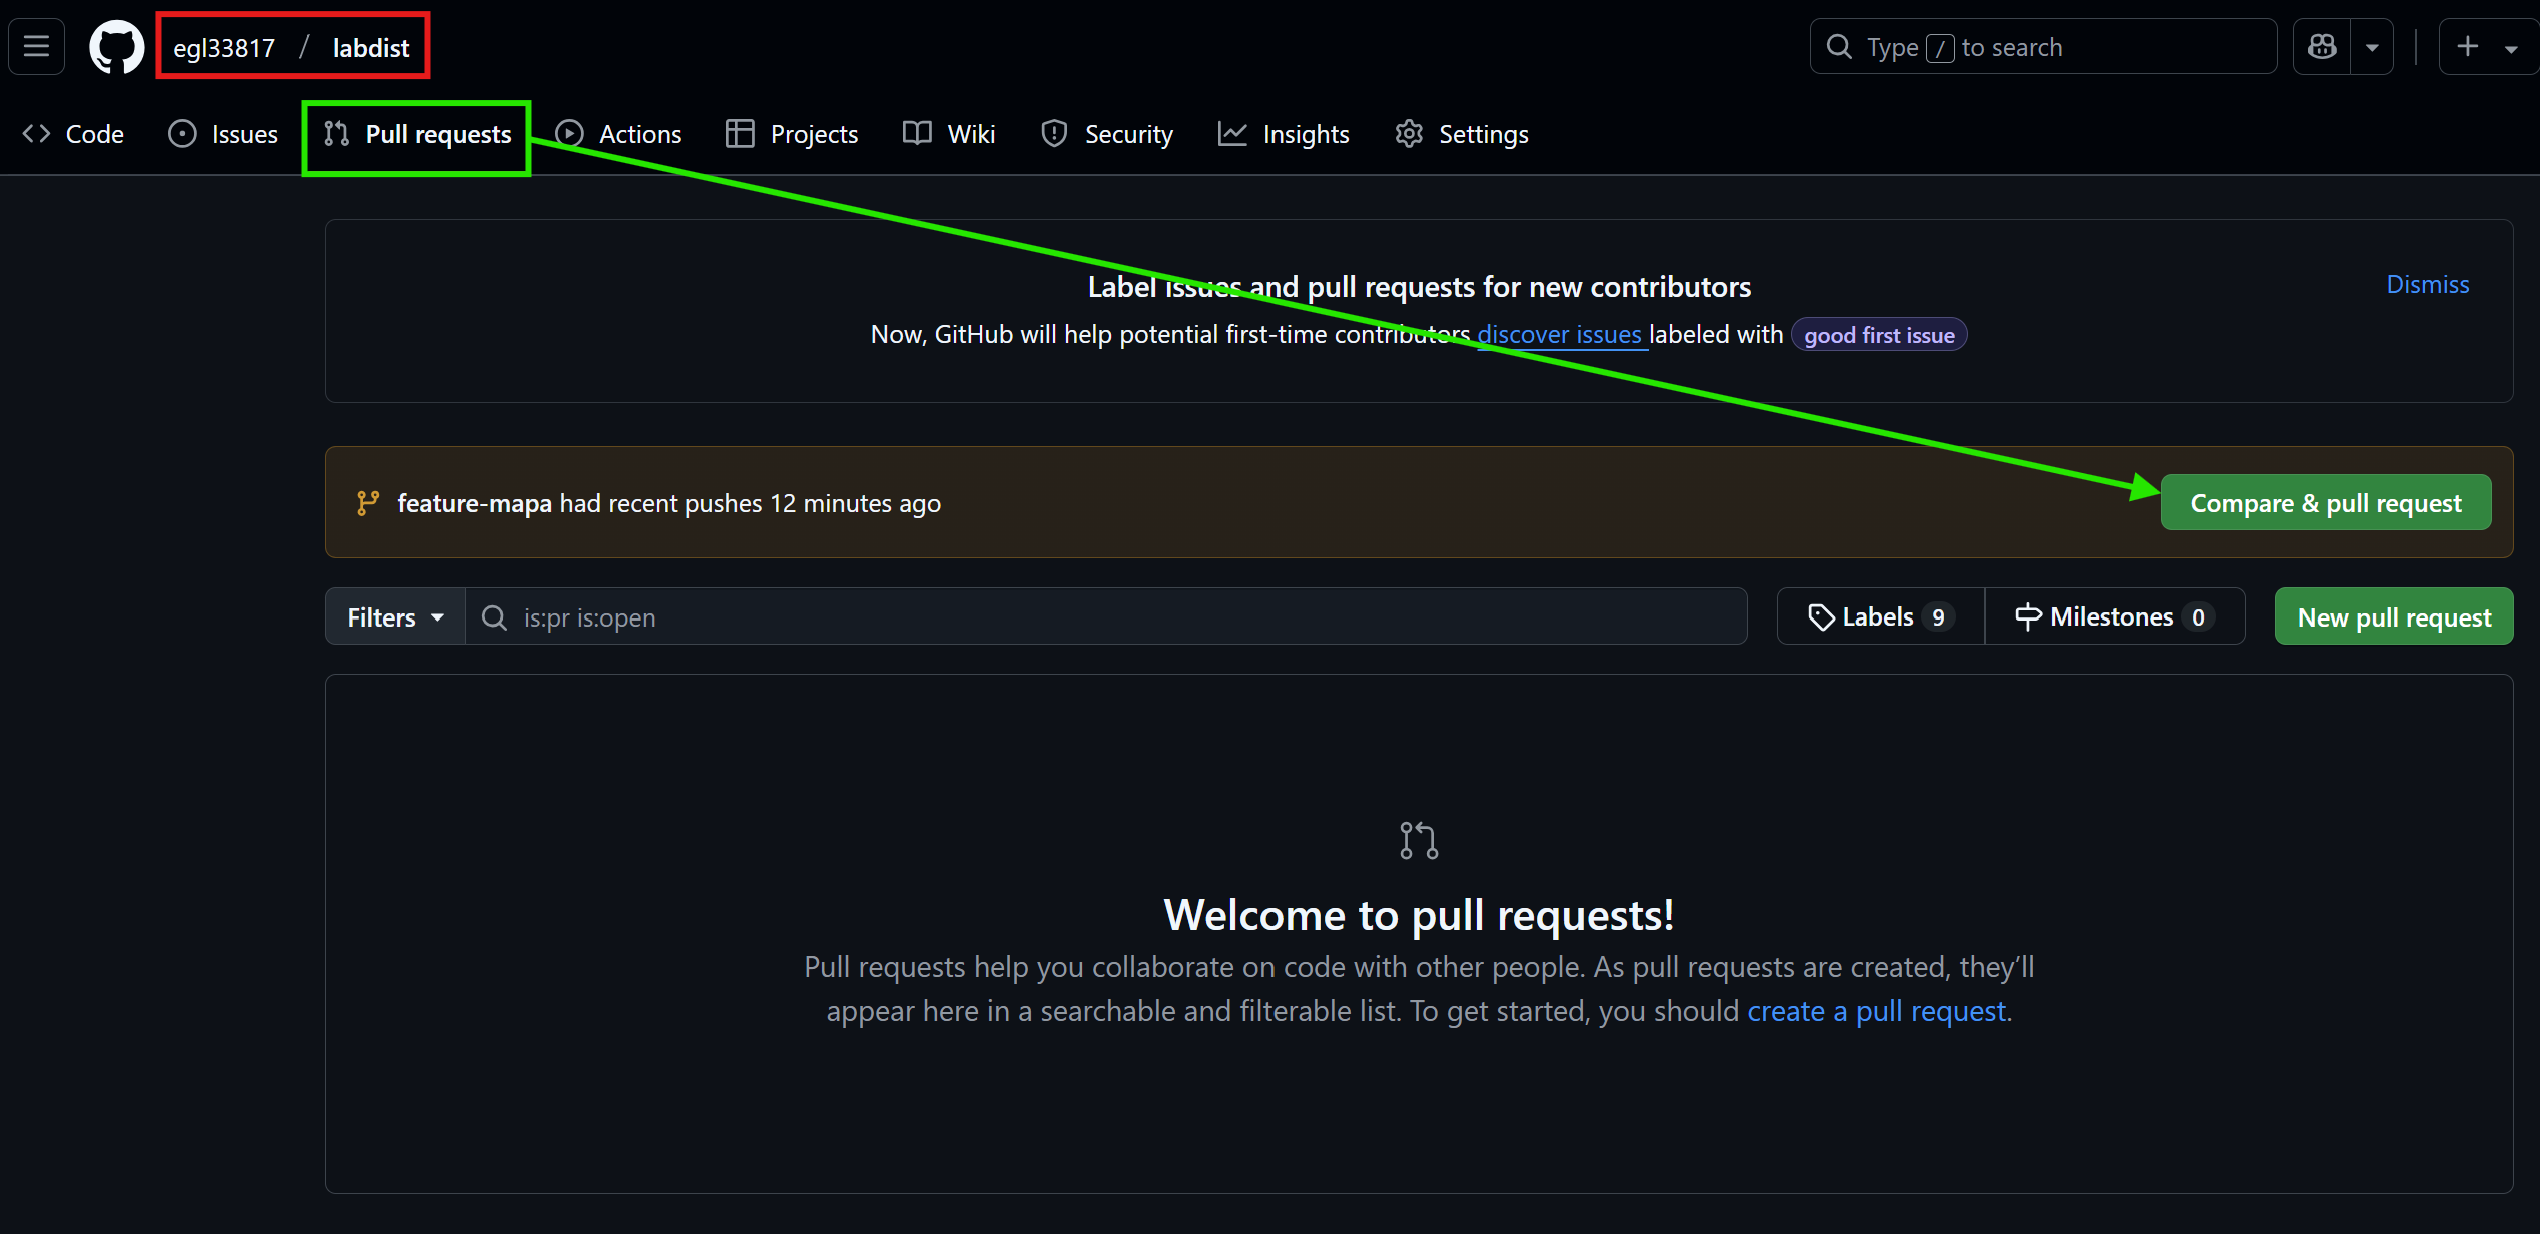 egl33817 / labdist
Type / to search
Code Issues Pull requests Actions Projects Wiki Security Insights Settings
Label issues and pull requests for new contributors
Dismiss
Now, GitHub will help potential first-time contributors discover issues labeled with good first issue
feature-mapa had recent pushes 12 minutes ago
Compare & pull request
Filters is:pr is:open Labels 9 Milestones 0 New pull request
Welcome to pull requests!
Pull requests help you collaborate on code with other people. As pull requests are created, they’ll
appear here in a searchable and filterable list. To get started, you should create a pull request.